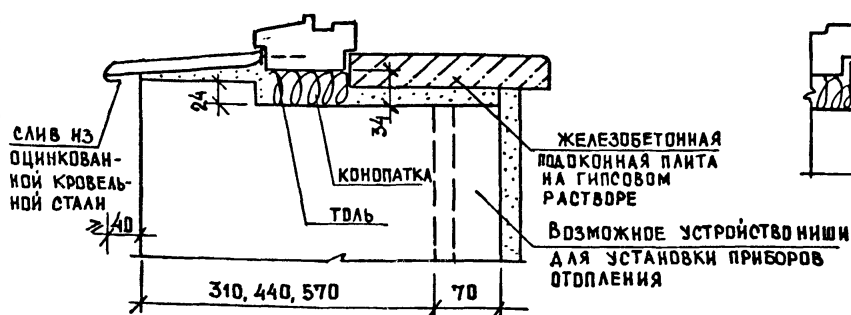 СЛИВ ИЗ
ОЦИНКОВАН-
НОЙ КРОВЕЛЬ-
НОЙ СТАЛИ
≥40
24
34
КОНОПАТКА
ТОЛЬ
ЖЕЛЕЗОБЕТОННАЯ
ПОДОКОННАЯ ПЛИТА
НА ГИПСОВОМ
РАСТВОРЕ
ВОЗМОЖНОЕ УСТРОЙСТВО НИШИ
ДЛЯ УСТАНОВКИ ПРИБОРОВ
ОТОПЛЕНИЯ
310, 440, 570
70